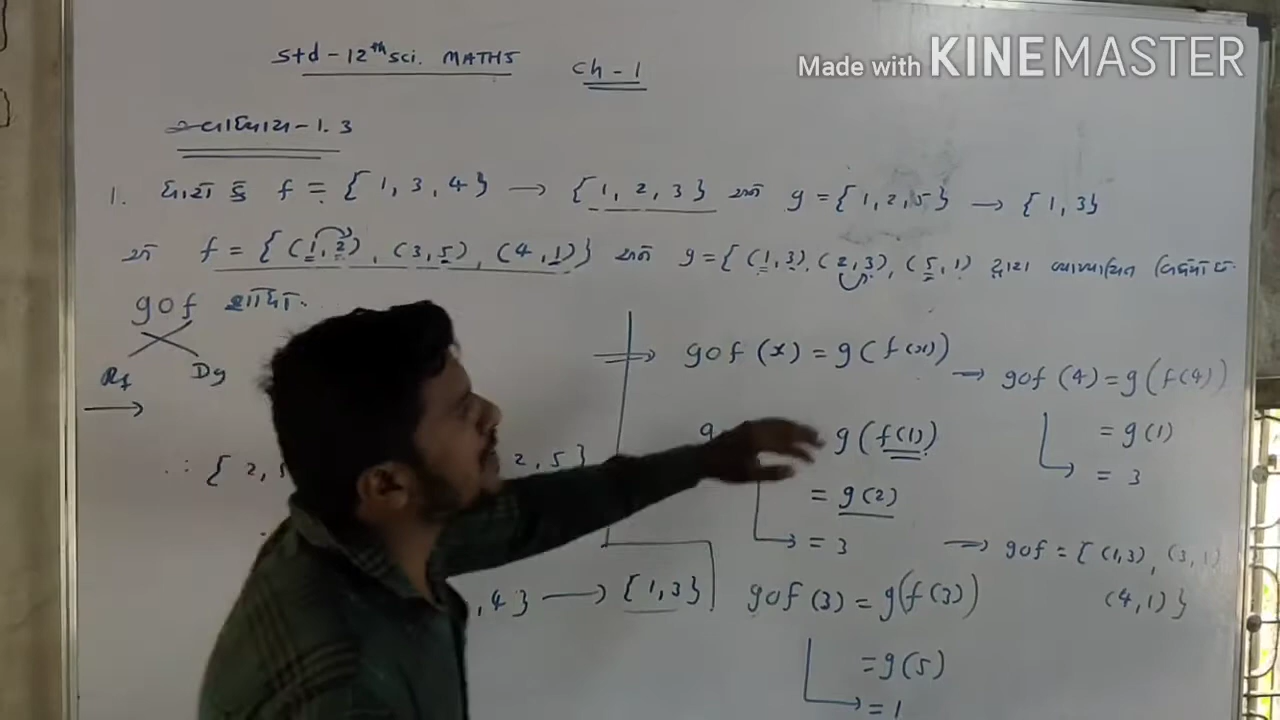 Made with KINEMASTER
Std - 12th sci. MATHS
Ch - 1
સ્વાધ્યાય - 1.3
1. ધારો કે f = { 1, 3, 4 } → { 1, 2, 3 } અને g = { 1, 2, 5 } → { 1, 3 }
અને f = { (1, 2), (3, 5), (4, 1) } અને g = { (1, 3), (2, 3), (5, 1) દ્વારા વ્યાખ્યાયિત
gof શોધો.
Rf Dg
gof (x) = g ( f(x) )
→ gof (4) = g ( f(4) )
= g (1)
= 3
g ( f(1) )
= g (2)
= 3
∴ { 2,
2, 5 }
, 4 } → { 1, 3 }
gof (3) = g ( f(3) )
= g (5)
= 1
→ gof = { (1, 3), (3, 1)
(4, 1) }